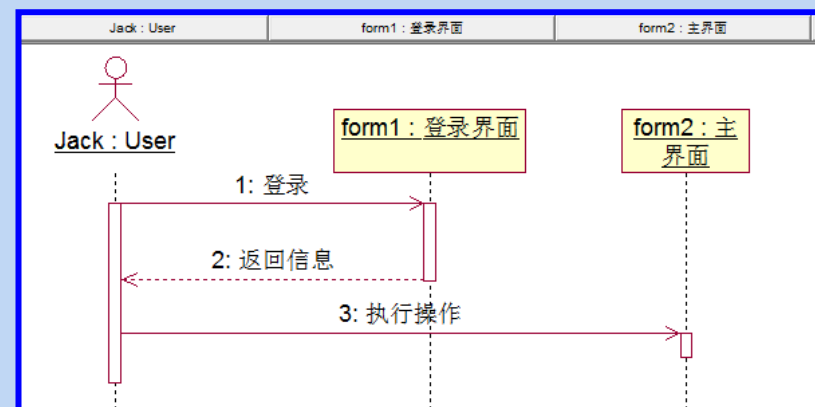 Jack : User
form1 : 登录界面
form2 : 主界面
Jack : User
form1 : 登录界面
form2 : 主
界面
1: 登录
2: 返回信息
3: 执行操作